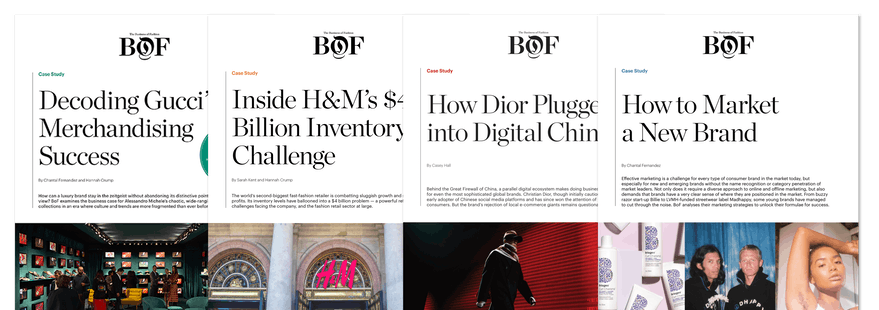 The Business of Fashion
BOF
Case Study
Decoding Gucci's
Merchandising
Success
By Chantal Fernandez and Hannah Crump
How can a luxury brand stay in the zeitgeist without abandoning its distinctive point
view? BoF examines the business case for Alessandro Michele's chaotic, wide-rang
collections in an era where culture and trends are more fragmented than ever before
The Business of Fashion
BOF
Case Study
Inside H&M's $4
Billion Inventory
Challenge
By Sarah Kent and Hannah Crump
The world's second-biggest fast-fashion retailer is combatting sluggish growth and
profits. Its inventory levels have ballooned into a $4 billion problem — a powerful re
challenges facing the company, and the fashion retail sector at large.
H&M
The Business of Fashion
BOF
Case Study
How Dior Plugge
into Digital Chin
By Casey Hall
Behind the Great Firewall of China, a parallel digital ecosystem makes doing busines
for even the most sophisticated global brands. Christian Dior, though initially cautiou
early adopter of Chinese social media platforms and has since won the attention of
consumers. But the brand's rejection of local e-commerce giants remains question
The Business of Fashion
BOF
Case Study
How to Market
a New Brand
By Chantal Fernandez
Effective marketing is a challenge for every type of consumer brand in the market today, but
especially for new and emerging brands without the name recognition or category penetration of
market leaders. Not only does it require a diverse approach to online and offline marketing, but also
demands that brands have a very clear sense of where they are positioned in the market. From buzzy
razor start-up Billie to LVMH-funded streetwear label Madhappy, some young brands have managed
to cut through the noise. BoF analyses their marketing strategies to unlock their formulae for success.